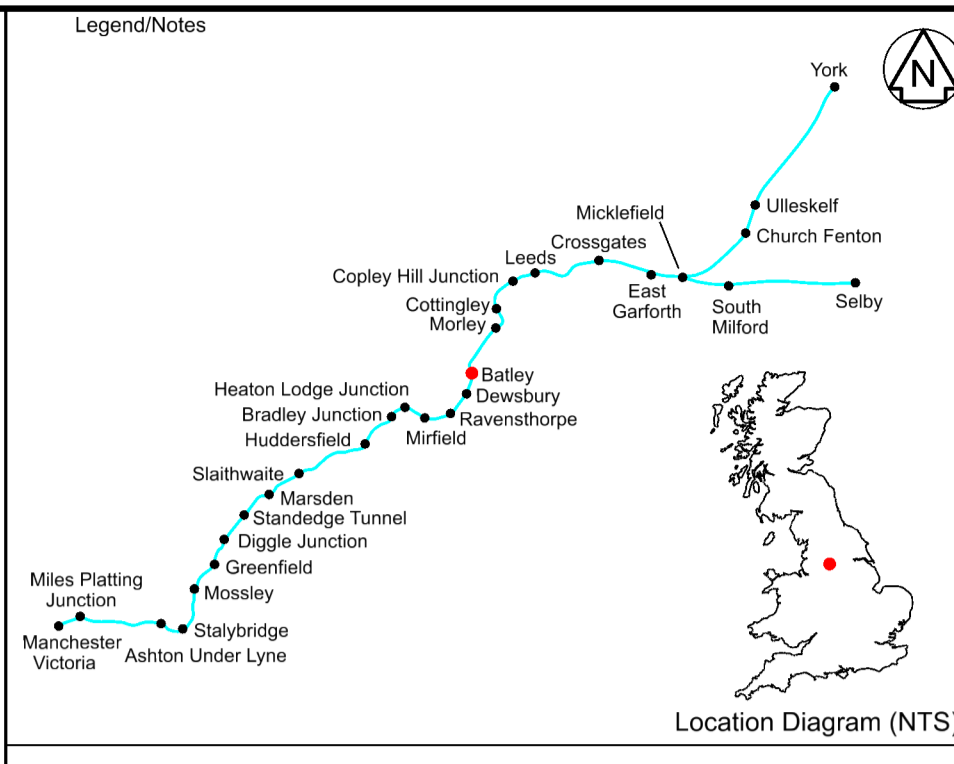 Legend/Notes
N
York
Ulleskelf
Micklefield
Church Fenton
Crossgates
Leeds
Copley Hill Junction
East
Garforth
South
Milford
Selby
Cottingley
Morley
Batley
Heaton Lodge Junction
Dewsbury
Bradley Junction
Ravensthorpe
Huddersfield
Mirfield
Slaithwaite
Marsden
Standedge Tunnel
Diggle Junction
Greenfield
Miles Platting
Junction
Mossley
Stalybridge
Manchester
Victoria
Ashton Under Lyne
Location Diagram (NTS)